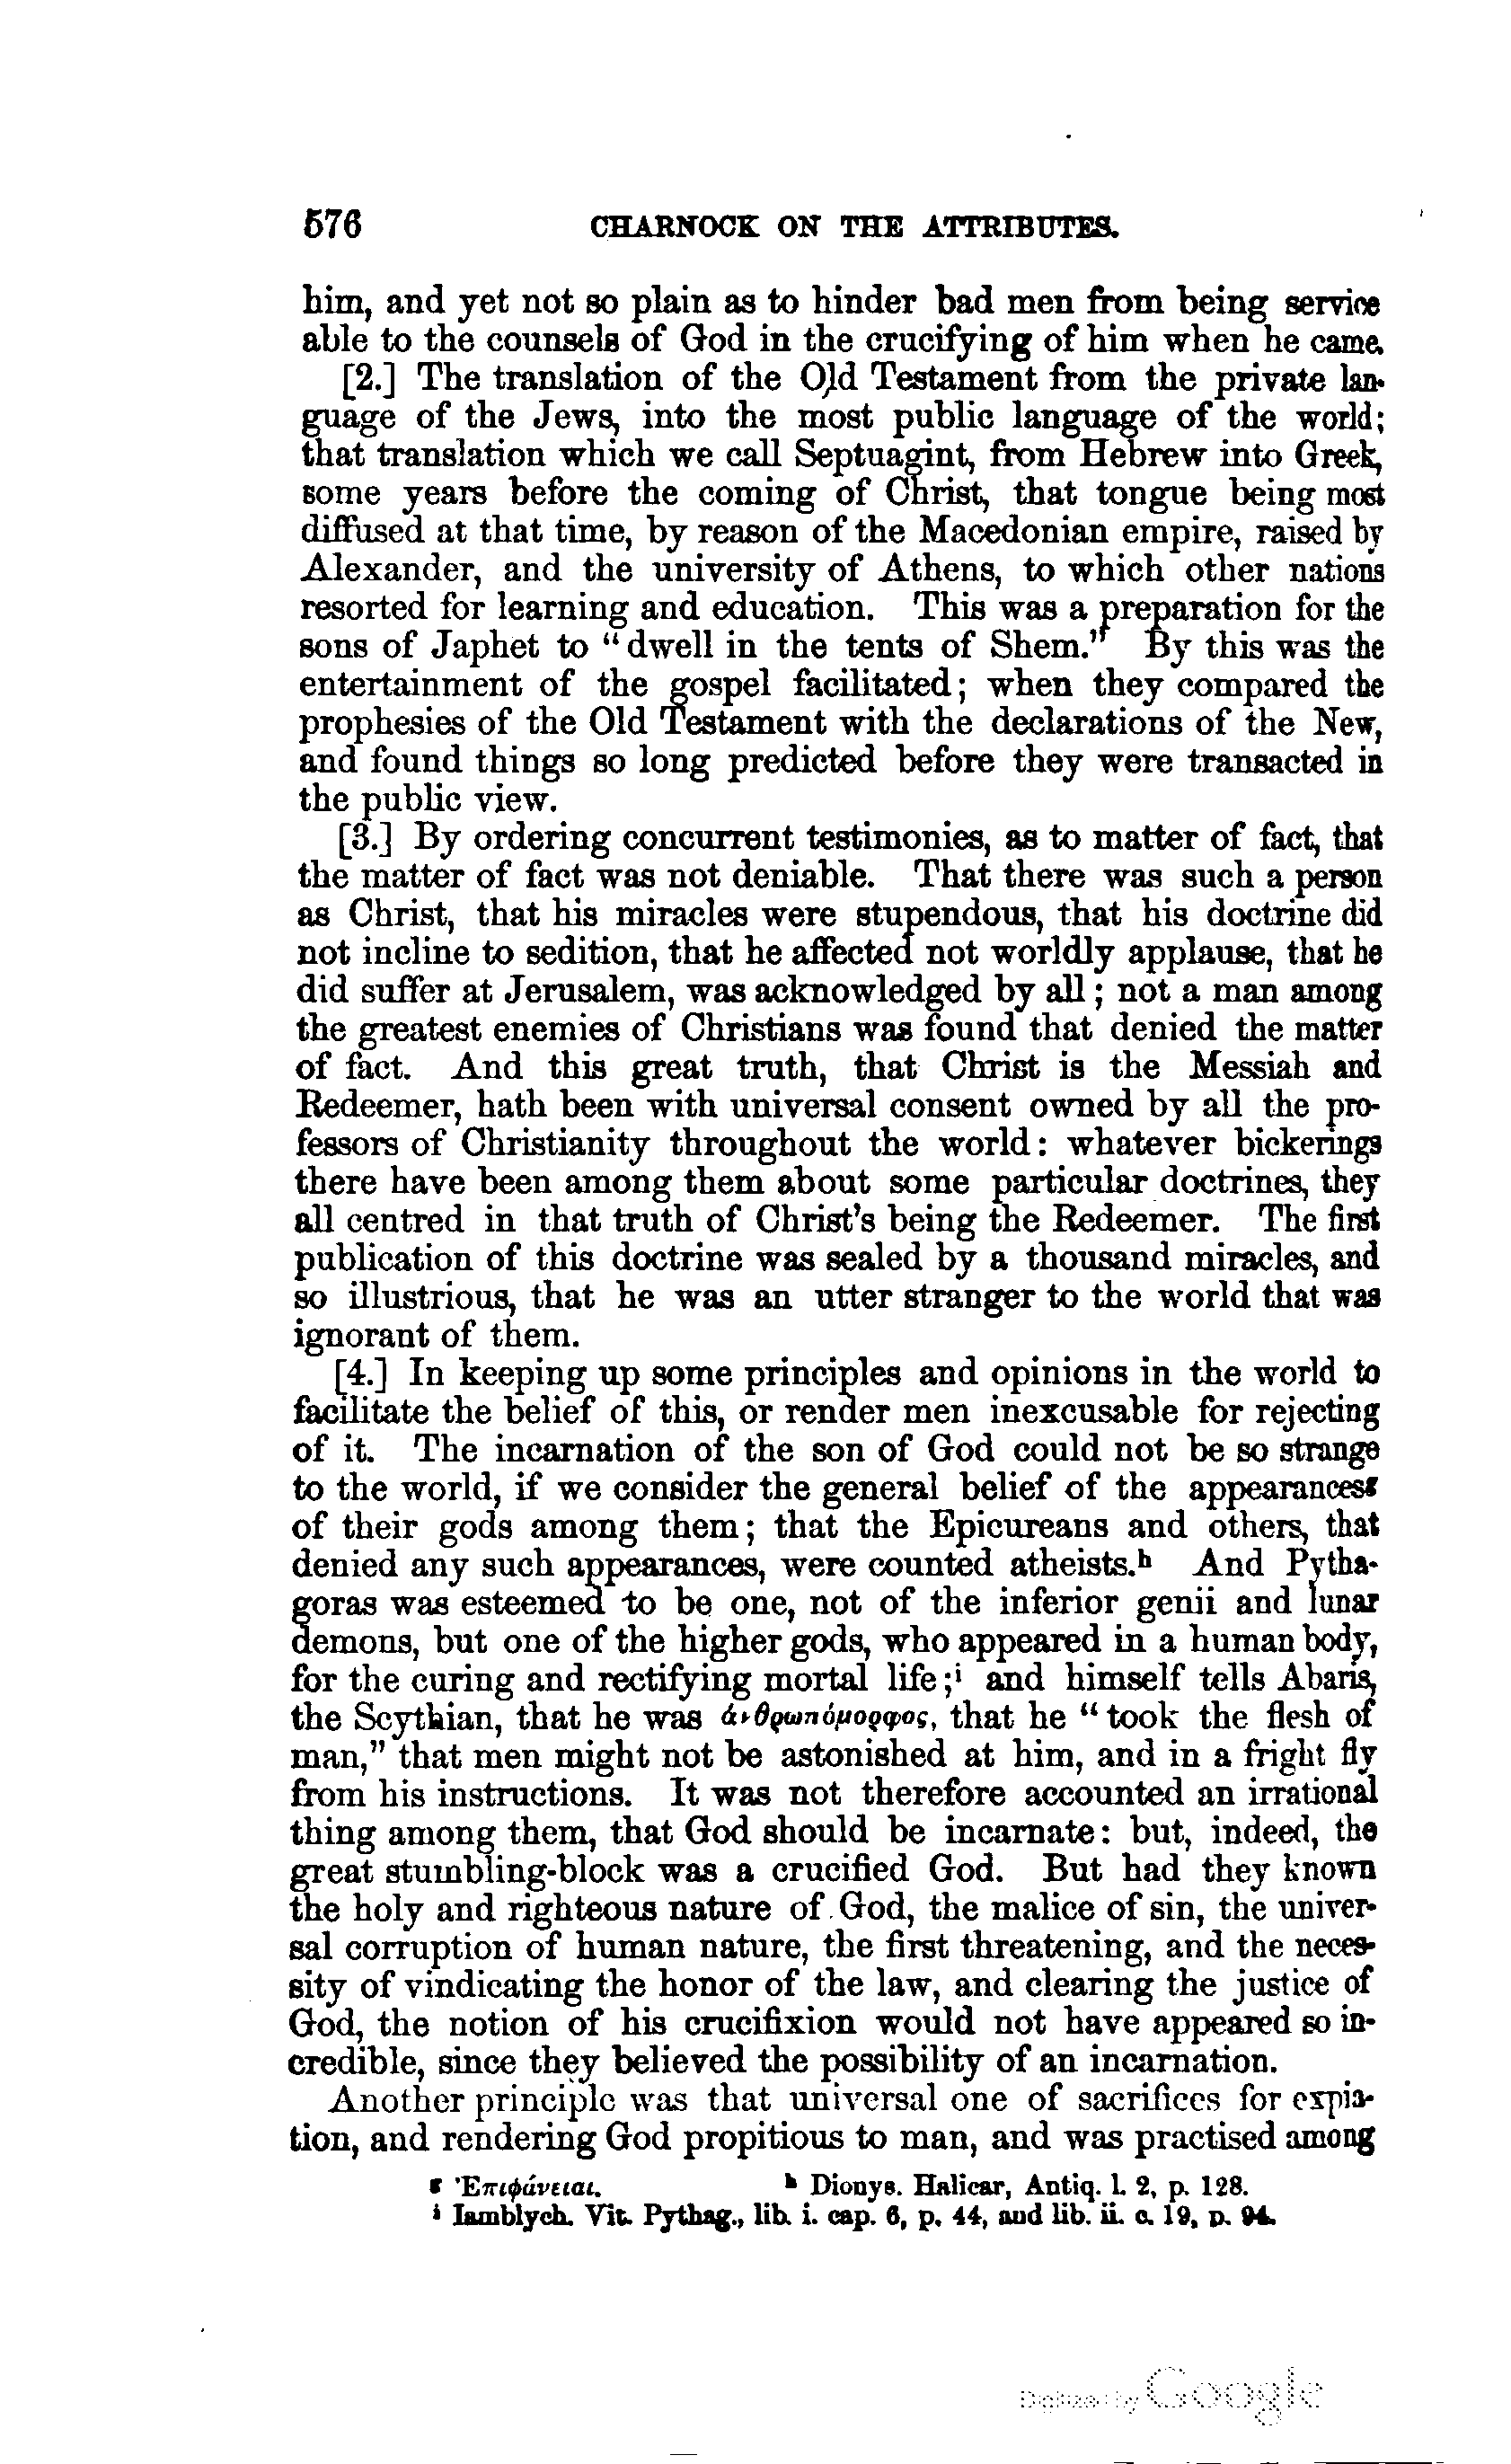 576 CHARNOCK ON THE ATTRIBUTES.
him, and yet not so plain as to hinder bad men from being service
able to the counsels of God in the crucifying of him when he came.
[2.] The translation of the Old Testament from the private lan-
guage of the Jews, into the most public language of the world;
that translation which we call Septuagint, from Hebrew into Greek,
some years before the coming of Christ, that tongue being most
diffused at that time, by reason of the Macedonian empire, raised by
Alexander, and the university of Athens, to which other nations
resorted for learning and education. This was a preparation for the
sons of Japhet to “dwell in the tents of Shem.” By this was the
entertainment of the gospel facilitated; when they compared the
prophesies of the Old Testament with the declarations of the New,
and found things so long predicted before they were transacted in
the public view.
[3.] By ordering concurrent testimonies, as to matter of fact, that
the matter of fact was not deniable. That there was such a person
as Christ, that his miracles were stupendous, that his doctrine did
not incline to sedition, that he affected not worldly applause, that he
did suffer at Jerusalem, was acknowledged by all; not a man among
the greatest enemies of Christians was found that denied the matter
of fact. And this great truth, that Christ is the Messiah and
Redeemer, hath been with universal consent owned by all the pro-
fessors of Christianity throughout the world: whatever bickerings
there have been among them about some particular doctrines, they
all centred in that truth of Christ's being the Redeemer. The first
publication of this doctrine was sealed by a thousand miracles, and
so illustrious, that he was an utter stranger to the world that was
ignorant of them.
[4.] In keeping up some principles and opinions in the world to
facilitate the belief of this, or render men inexcusable for rejecting
of it. The incarnation of the son of God could not be so strange
to the world, if we consider the general belief of the appearancesᵍ
of their gods among them; that the Epicureans and others, that
denied any such appearances, were counted atheists.ʰ And Pytha-
goras was esteemed to be one, not of the inferior genii and lunar
demons, but one of the higher gods, who appeared in a human body,
for the curing and rectifying mortal life;ⁱ and himself tells Abaris,
the Scythian, that he was ἀνθρωπόμορφος, that he “took the flesh of
man,” that men might not be astonished at him, and in a fright fly
from his instructions. It was not therefore accounted an irrational
thing among them, that God should be incarnate: but, indeed, the
great stumbling-block was a crucified God. But had they known
the holy and righteous nature of God, the malice of sin, the univer-
sal corruption of human nature, the first threatening, and the neces-
sity of vindicating the honor of the law, and clearing the justice of
God, the notion of his crucifixion would not have appeared so in-
credible, since they believed the possibility of an incarnation.
Another principle was that universal one of sacrifices for expia-
tion, and rendering God propitious to man, and was practised among
ᵍ Ἐπιφάνειαι. ʰ Dionys. Halicar, Antiq. l. 2, p. 128.
ⁱ Iamblych. Vit. Pythag., lib. i. cap. 6, p. 44, and lib. ii. c. 19, p. 94.
Digitized by Google